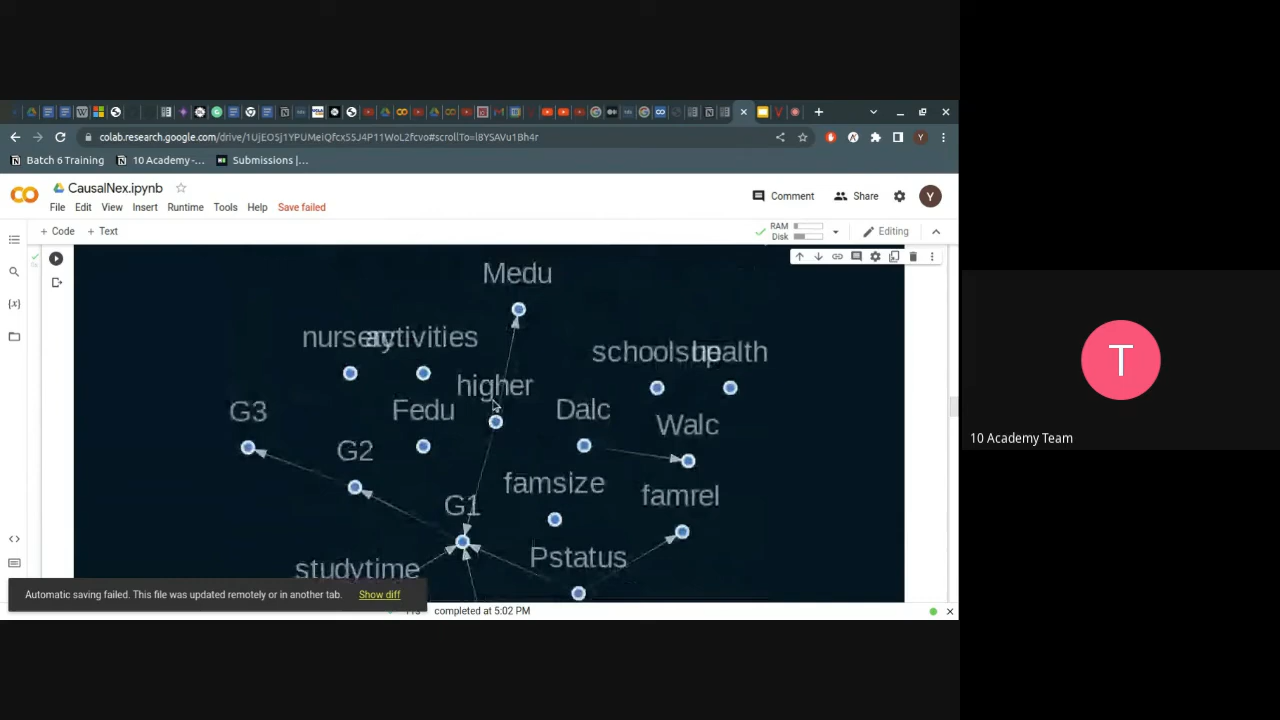 colab.research.google.com/drive/1UjEOSj1YPUMeiQfcx55J4P11WoL2fcvo#scrollTo=l8YSAVu1Bh4r
Y
Batch 6 Training
10 Academy -...
Submissions |...
CausalNex.ipynb
Comment
Share
Y
File Edit View Insert Runtime Tools Help Save failed
+ Code + Text
RAM
Disk
Editing
Medu
nursery
activities
schoolsup
health
higher
G3
Fedu
Dalc
Walc
G2
famsize
famrel
G1
Pstatus
studytime
Automatic saving failed. This file was updated remotely or in another tab. Show diff
completed at 5:02 PM
T
10 Academy Team